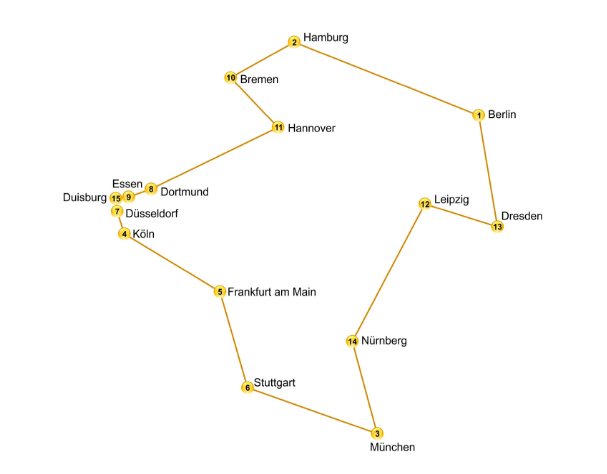 Hamburg
2
10
Bremen
1
Berlin
11
Hannover
Essen
8
Dortmund
Duisburg
15
9
7
Düsseldorf
12
Leipzig
Dresden
13
4
Köln
5
Frankfurt am Main
14
Nürnberg
6
Stuttgart
3
München